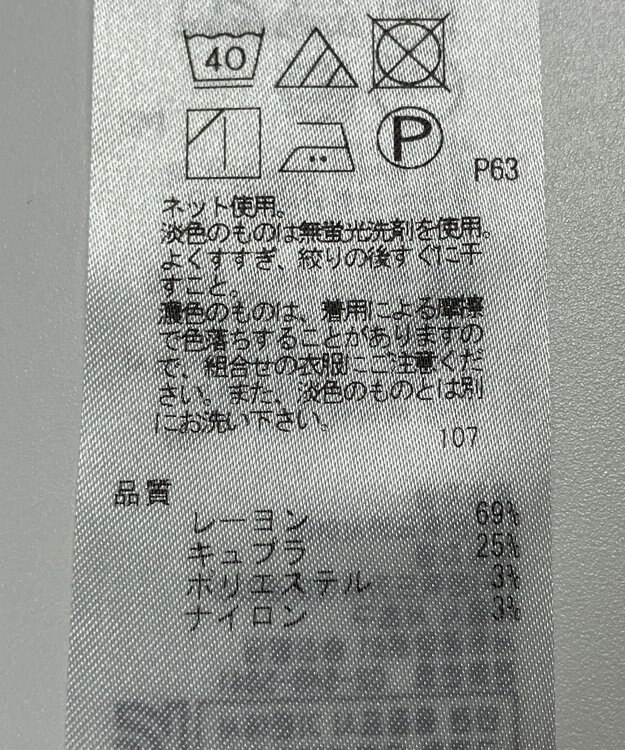 40
P
P63
ネット使用。
淡色のものは無蛍光洗剤を使用。
よくすすぎ、絞りの後すぐに干
すこと。
濃色のものは、着用による摩擦
で色落ちすることがありますの
で、組合せの衣服にご注意くだ
さい。また、淡色のものとは別
にお洗い下さい。
107
品質
レーヨン 69%
キュプラ 25%
ポリエステル 3%
ナイロン 3%